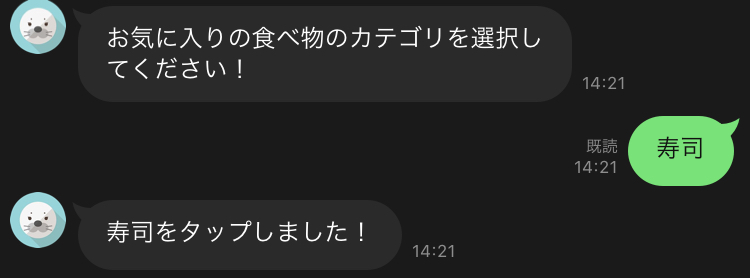 お気に入りの食べ物のカテゴリを選択し
てください！
14:21
既読
14:21
寿司
寿司をタップしました！
14:21